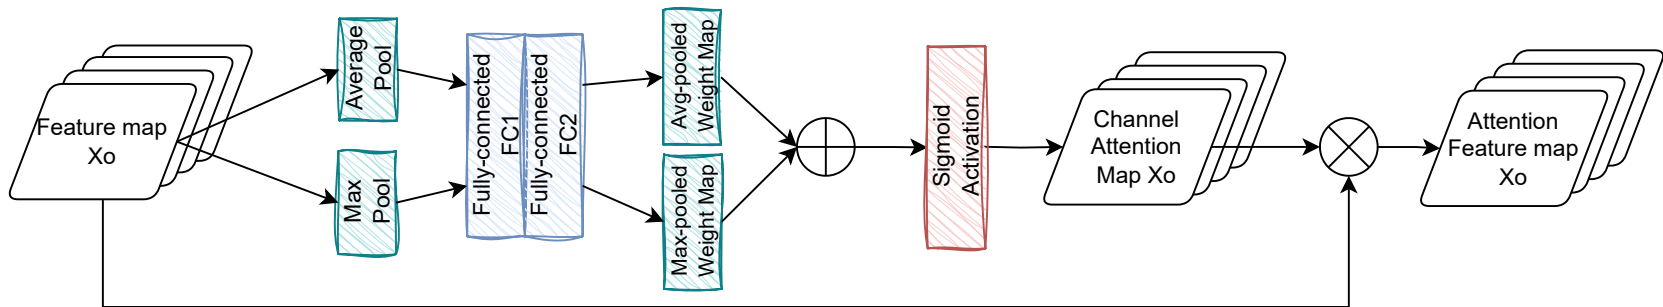 Feature map
Xo
Average
Pool
Max
Pool
Fully-connected
FC1
Fully-connected
FC2
Avg-pooled
Weight Map
Max-pooled
Weight Map
Sigmoid
Activation
Channel
Attention
Map Xo
Attention
Feature map
Xo